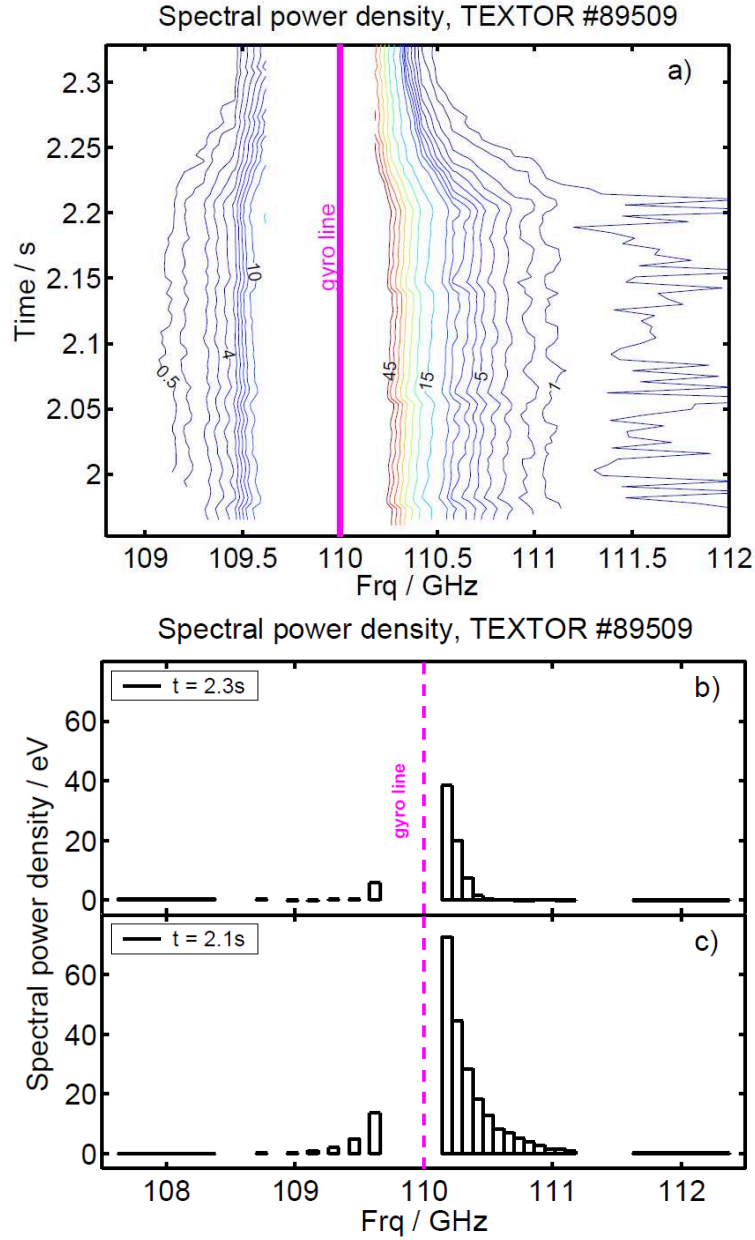 Spectral power density, TEXTOR #89509
a)
2.3
2.25
2.2
2.15
2.1
2.05
2
Time / s
gyro line
10
4
0.5
45
15
5
1
109
109.5
110
110.5
111
111.5
112
Frq / GHz
Spectral power density, TEXTOR #89509
t = 2.3s
b)
60
40
20
0
gyro line
Spectral power density / eV
t = 2.1s
c)
60
40
20
0
108
109
110
111
112
Frq / GHz